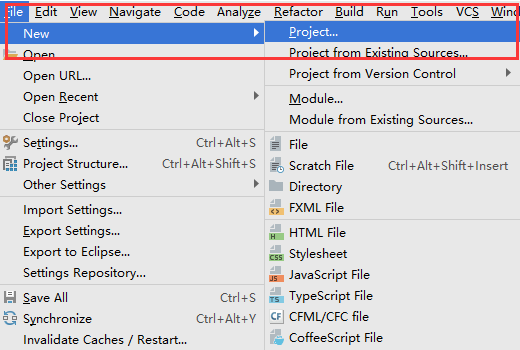 File Edit View Navigate Code Analyze Refactor Build Run Tools VCS Wind
New
Open
Open URL...
Open Recent
Close Project
Settings... Ctrl+Alt+S
Project Structure... Ctrl+Alt+Shift+S
Other Settings
Import Settings...
Export Settings...
Export to Eclipse...
Settings Repository...
Save All Ctrl+S
Synchronize Ctrl+Alt+Y
Invalidate Caches / Restart...
Project...
Project from Existing Sources...
Project from Version Control
Module...
Module from Existing Sources...
File
Scratch File Ctrl+Alt+Shift+Insert
Directory
FXML File
H HTML File
CSS Stylesheet
JS JavaScript File
TS TypeScript File
CF CFML/CFC file
CoffeeScript File